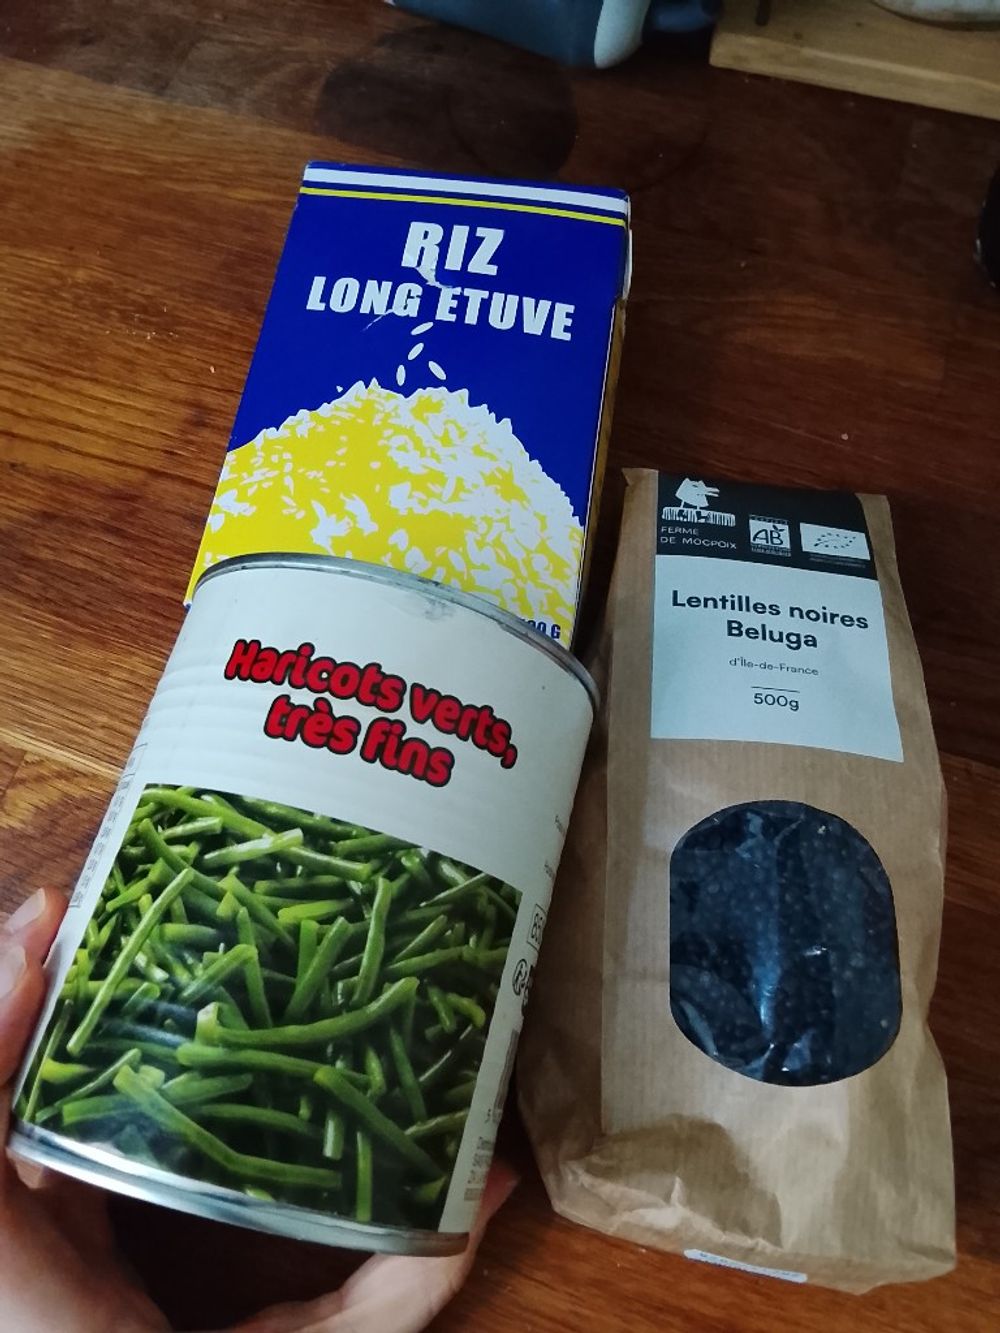 RIZ
LONG ETUVE
Haricots verts,
très fins
FERME
DE MOCPOIX
AB
Lentilles noires
Beluga
d'Île-de-France
500g